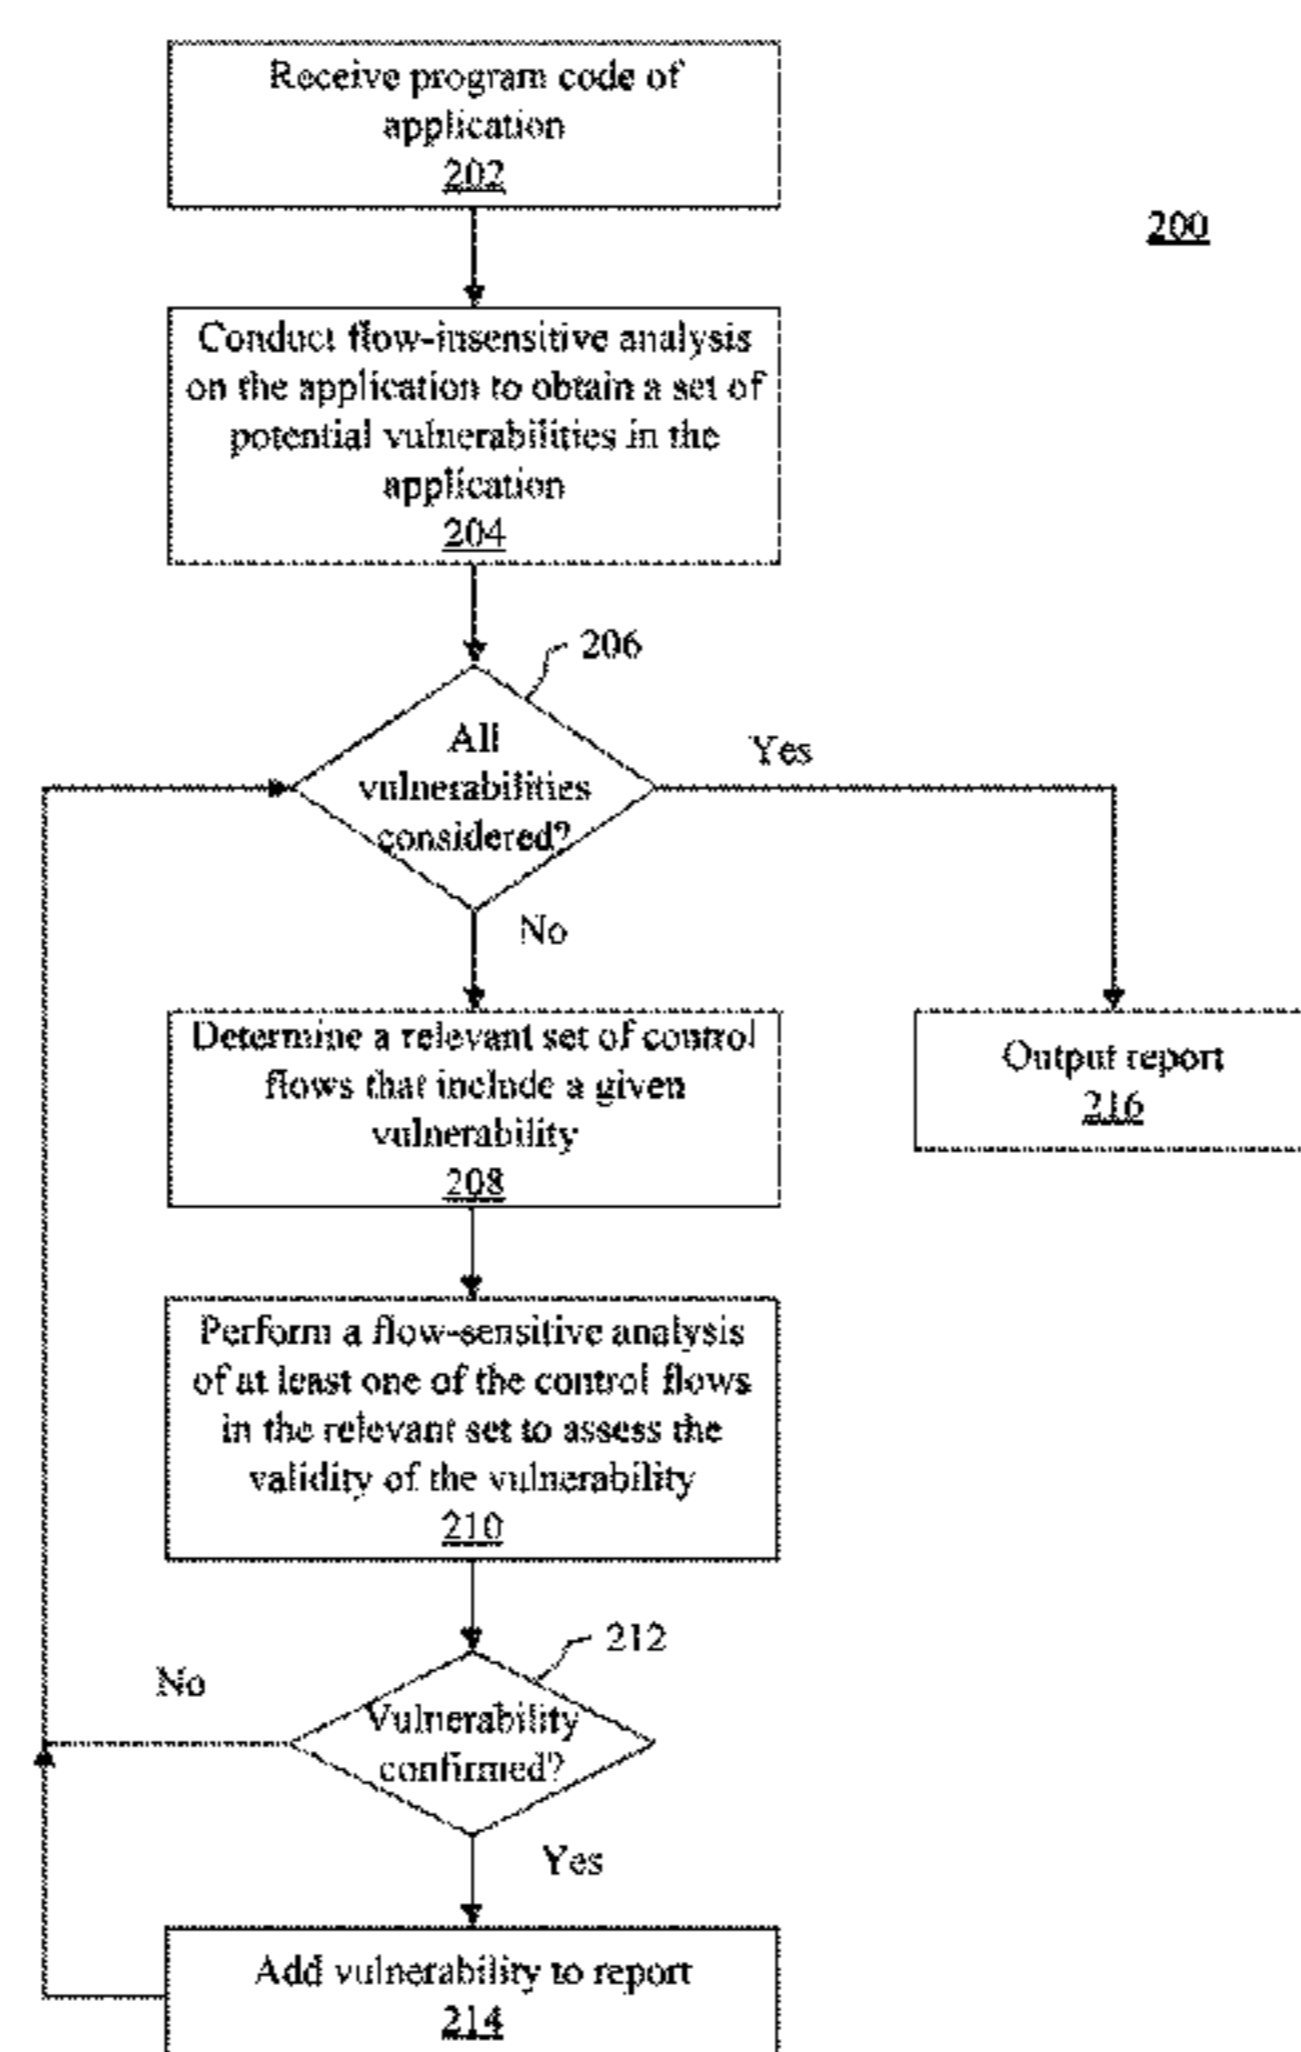 Receive program code of
application
202
200
Conduct flow-insensitive analysis
on the application to obtain a set of
potential vulnerabilities in the
application
204
206
All
vulnerabilities
considered?
Yes
No
Determine a relevant set of control
flows that include a given
vulnerability
208
Output report
216
Perform a flow-sensitive analysis
of at least one of the control flows
in the relevant set to assess the
validity of the vulnerability
210
212
No
Vulnerability
confirmed?
Yes
Add vulnerability to report
214